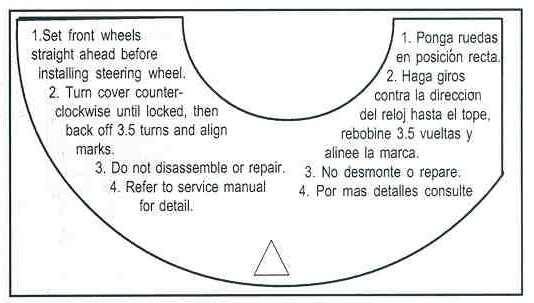 1.Set front wheels
straight ahead before
installing steering wheel.
2. Turn cover counter-
clockwise until locked, then
back off 3.5 turns and align
marks.
3. Do not disassemble or repair.
4. Refer to service manual
for detail.
1. Ponga ruedas
en posición recta.
2. Haga giros
contra la direccion
del reloj hasta el tope,
rebobine 3.5 vueltas y
alinee la marca.
3. No desmonte o repare.
4. Por mas detalles consulte